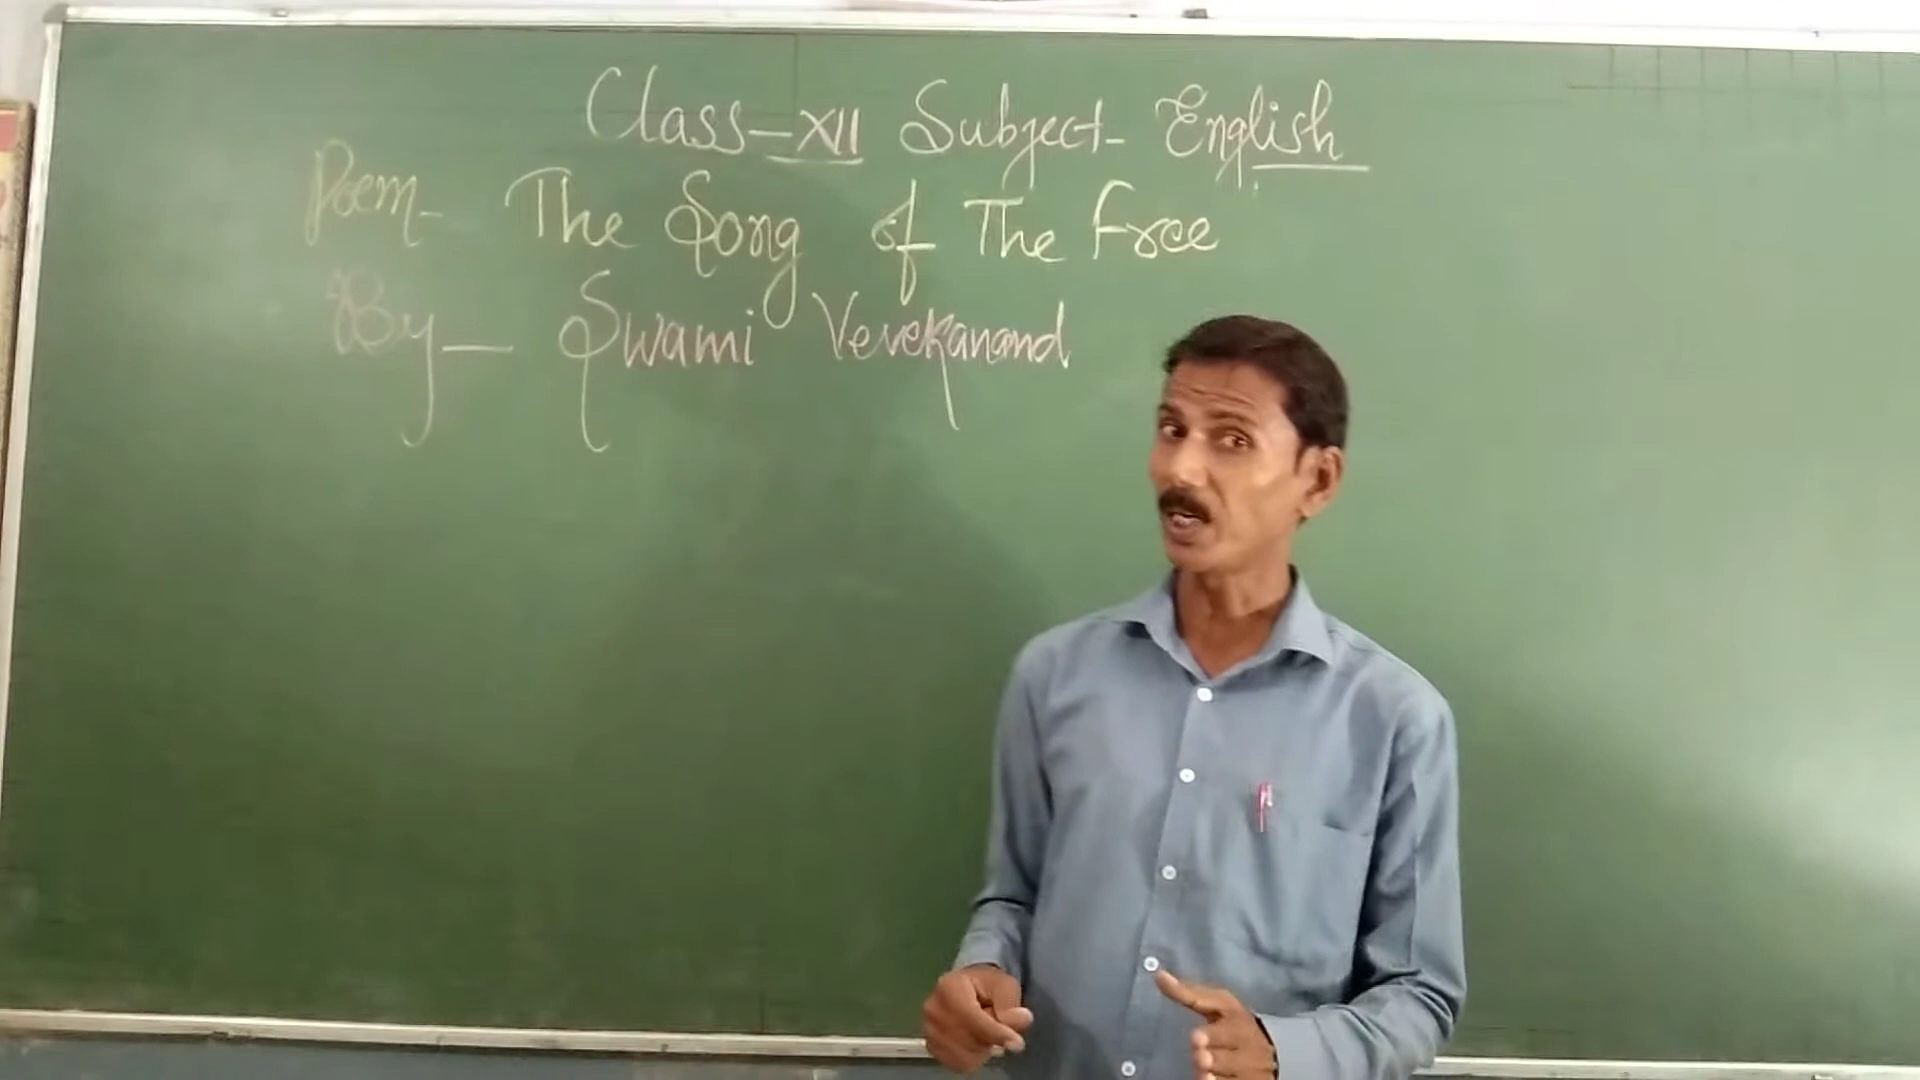 Class-XII Subject- English
Poem- The Song of The Free
By- Swami Vevekanand